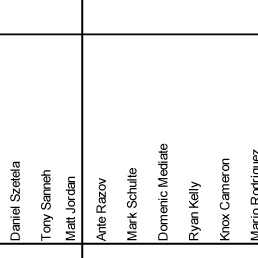 Daniel Szetela
Tony Sanneh
Matt Jordan
Ante Razov
Mark Schulte
Domenic Mediate
Ryan Kelly
Knox Cameron
Mario Rodriguez